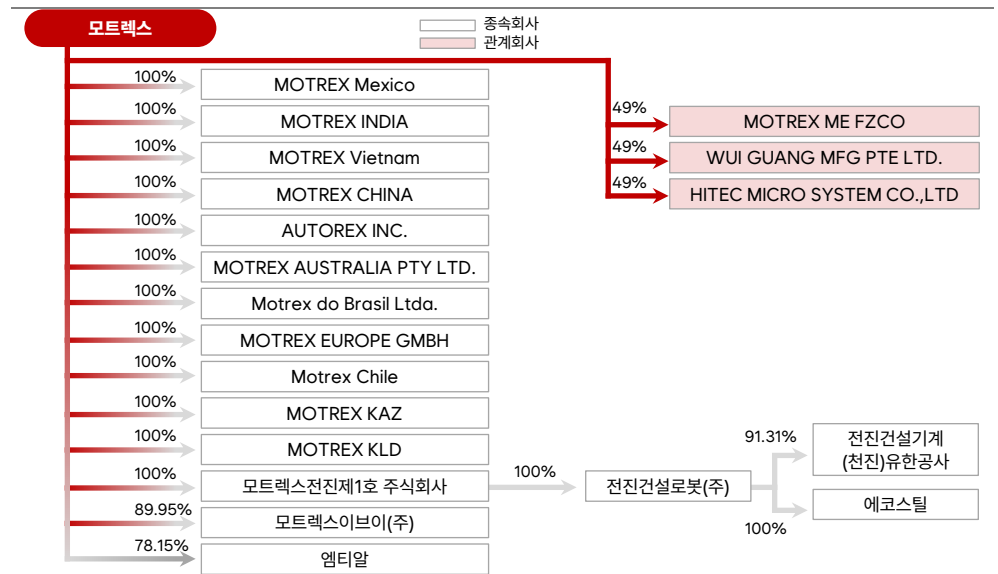 모트렉스
종속회사
관계회사
100%
MOTREX Mexico
100%
MOTREX INDIA
100%
MOTREX Vietnam
100%
MOTREX CHINA
100%
AUTOREX INC.
100%
MOTREX AUSTRALIA PTY LTD.
100%
Motrex do Brasil Ltda.
100%
MOTREX EUROPE GMBH
100%
Motrex Chile
100%
MOTREX KAZ
100%
MOTREX KLD
100%
모트렉스전진제1호 주식회사
89.95%
모트렉스이브이(주)
78.15%
엠티알
49%
MOTREX ME FZCO
49%
WUI GUANG MFG PTE LTD.
49%
HITEC MICRO SYSTEM CO.,LTD
100%
전진건설로봇(주)
91.31%
전진건설기계
(천진)유한공사
100%
에코스틸